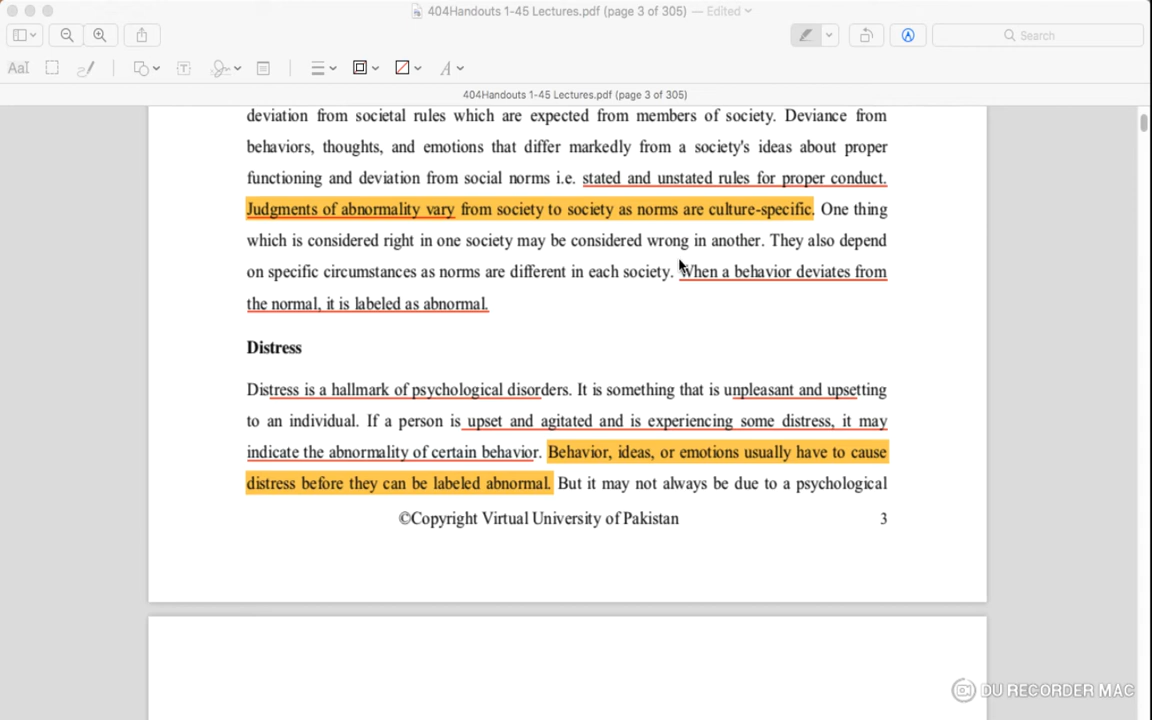 404Handouts 1-45 Lectures.pdf (page 3 of 305) — Edited
Search
AaI
T
A
404Handouts 1-45 Lectures.pdf (page 3 of 305)
deviation from societal rules which are expected from members of society. Deviance from
behaviors, thoughts, and emotions that differ markedly from a society's ideas about proper
functioning and deviation from social norms i.e. stated and unstated rules for proper conduct.
Judgments of abnormality vary from society to society as norms are culture-specific. One thing
which is considered right in one society may be considered wrong in another. They also depend
on specific circumstances as norms are different in each society. When a behavior deviates from
the normal, it is labeled as abnormal.
Distress
Distress is a hallmark of psychological disorders. It is something that is unpleasant and upsetting
to an individual. If a person is upset and agitated and is experiencing some distress, it may
indicate the abnormality of certain behavior. Behavior, ideas, or emotions usually have to cause
distress before they can be labeled abnormal. But it may not always be due to a psychological
©Copyright Virtual University of Pakistan 3
DU RECORDER MAC